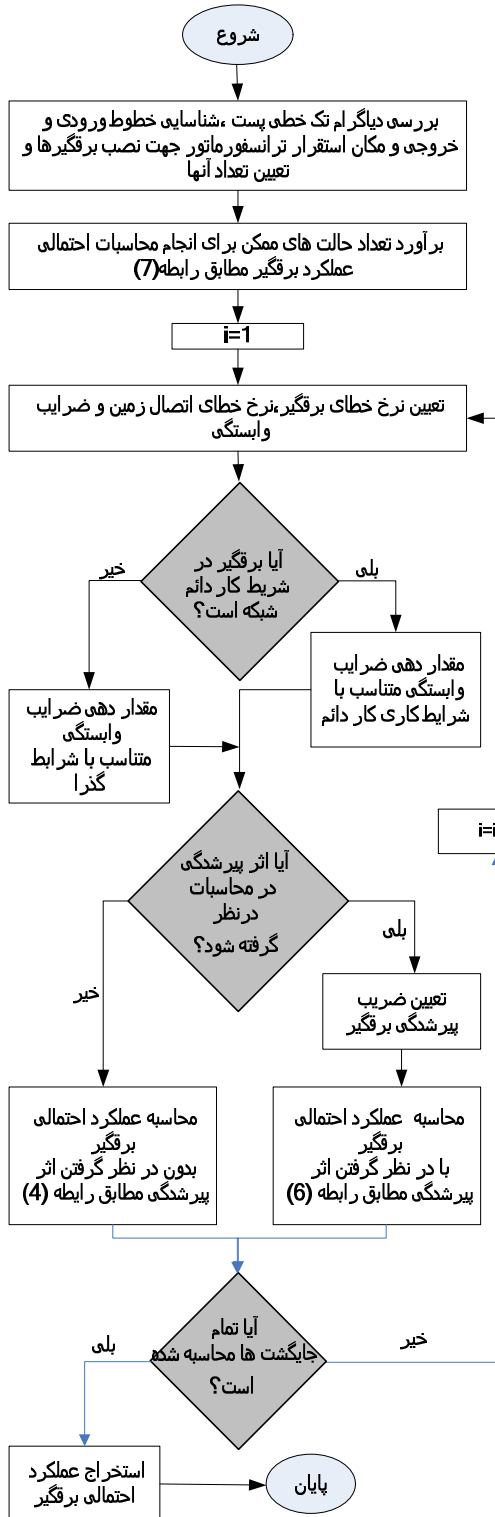 شروع
بررسی دیاگرام تک خطی پست ،شناسایی خطوط ورودی و
خروجی و مکان استقرار ترانسفورماتور جهت نصب برقگیرها و
تعیین تعداد آنها
برآورد تعداد حالت های ممکن برای انجام محاسبات احتمالی
عملکرد برقگیر مطابق رابطه(7)
i=1
تعیین نرخ خطای برقگیر،نرخ خطای اتصال زمین و ضرایب
وابستگی
آیا برقگیر در
شریط کار دائم
شبکه است؟
بلی
خیر
مقدار دهی ضرایب
وابستگی متناسب با
شرایط کاری کار دائم
مقدار دهی ضرایب
وابستگی
متناسب با شرابط
گذرا
i=i
آیا اثر پیرشدگی
در محاسبات
درنظر
گرفته شود؟
بلی
خیر
تعیین ضریب
پیرشدگی برقگیر
محاسبه عملکرد احتمالی
برقگیر
با در نظر گرفتن اثر
پیرشدگی مطابق رابطه (6)
محاسبه عملکرد احتمالی
برقگیر
بدون در نظر گرفتن اثر
پیرشدگی مطابق رایطه (4)
آیا تمام
جایگشت ها محاسبه شده
است؟
خیر
بلی
استخراج عملکرد
احتمالی برقگیر
پایان